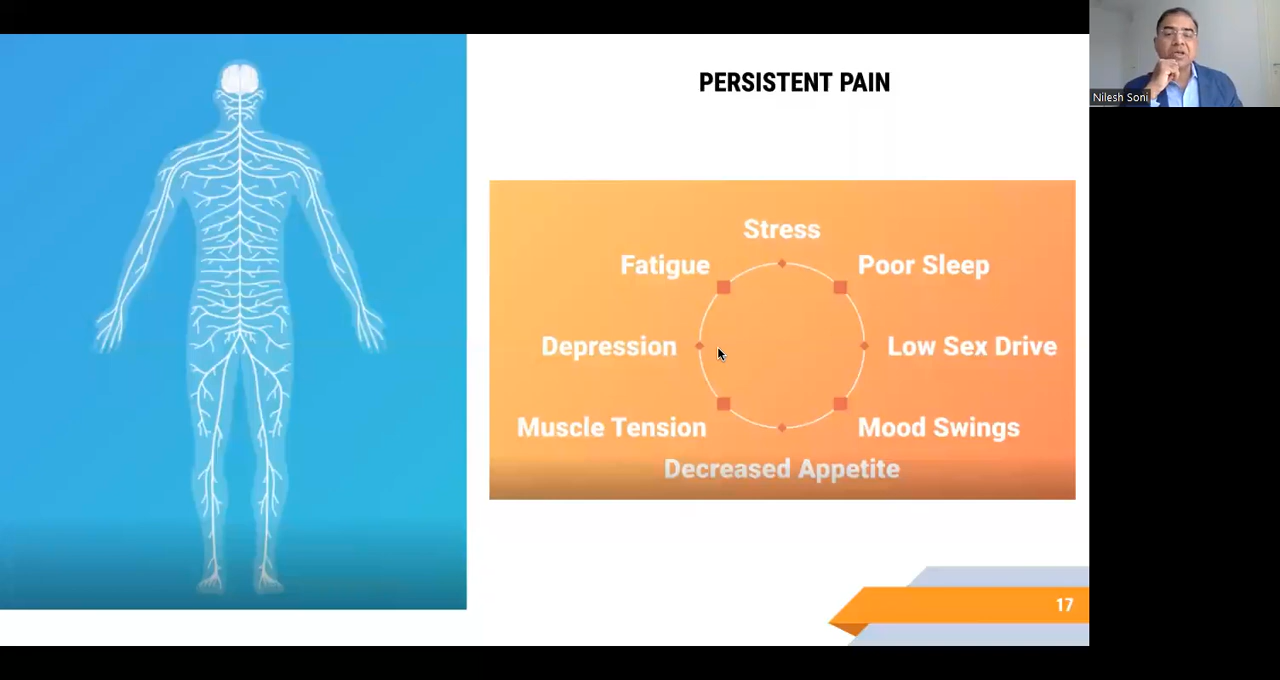 PERSISTENT PAIN
Nilesh Soni
Stress
Fatigue
Poor Sleep
Depression
Low Sex Drive
Muscle Tension
Mood Swings
Decreased Appetite
17